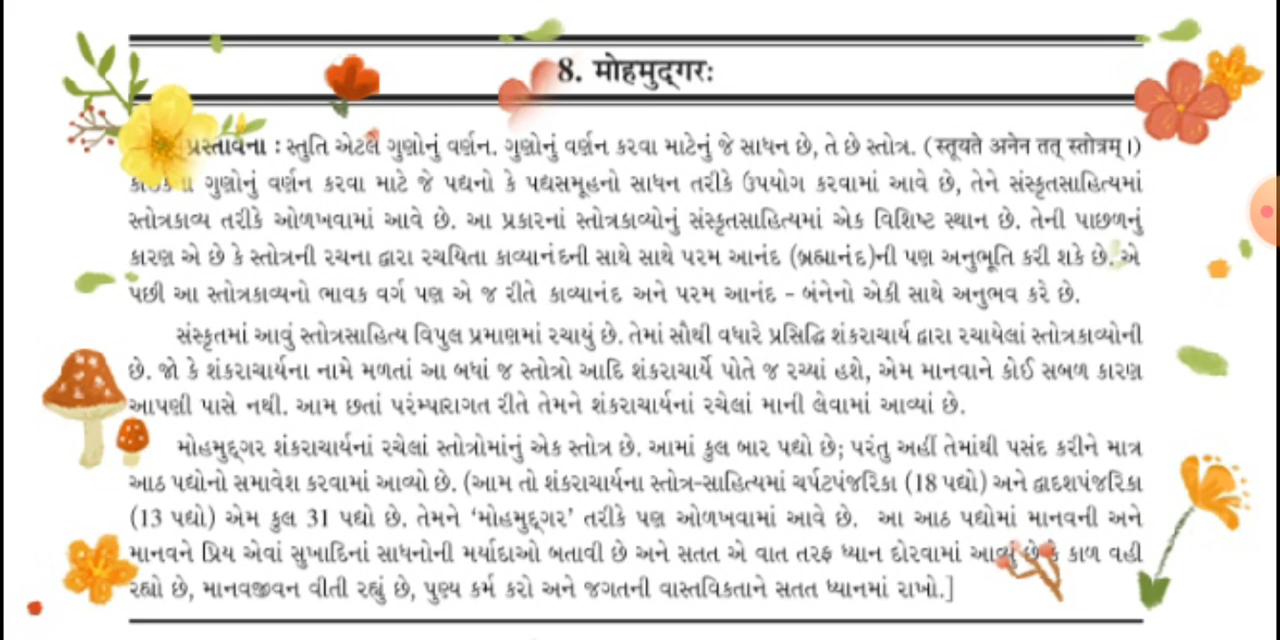 8. मोहमुद्गरः
પ્રસ્તાવના : સ્તુતિ એટલે ગુણોનું વર્ણન. ગુણોનું વર્ણન કરવા માટેનું જે સાધન છે, તે છે સ્તોત્ર. (स्तूयते अनेन तत् स्तोत्रम् ।)
ગુણોનું વર્ણન કરવા માટે જે પદ્યનો કે પદ્યસમૂહનો સાધન તરીકે ઉપયોગ કરવામાં આવે છે, તેને સંસ્કૃતસાહિત્યમાં
સ્તોત્રકાવ્ય તરીકે ઓળખવામાં આવે છે. આ પ્રકારનાં સ્તોત્રકાવ્યોનું સંસ્કૃતસાહિત્યમાં એક વિશિષ્ટ સ્થાન છે. તેની પાછળનું
કારણ એ છે કે સ્તોત્રની રચના દ્વારા રચયિતા કાવ્યાનંદની સાથે સાથે પરમ આનંદ (બ્રહ્માનંદ)ની પણ અનુભૂતિ કરી શકે છે. એ
પછી આ સ્તોત્રકાવ્યનો ભાવક વર્ગ પણ એ જ રીતે કાવ્યાનંદ અને પરમ આનંદ – બંનેનો એકી સાથે અનુભવ કરે છે.
સંસ્કૃતમાં આવું સ્તોત્રસાહિત્ય વિપુલ પ્રમાણમાં રચાયું છે. તેમાં સૌથી વધારે પ્રસિદ્ધિ શંકરાચાર્ય દ્વારા રચાયેલાં સ્તોત્રકાવ્યોની
છે. જો કે શંકરાચાર્યના નામે મળતાં આ બધાં જ સ્તોત્રો આદિ શંકરાચાર્યે પોતે જ રચ્યાં હશે, એમ માનવાને કોઈ સબળ કારણ
આપણી પાસે નથી. આમ છતાં પરંમ્પારાગત રીતે તેમને શંકરાચાર્યનાં રચેલાં માની લેવામાં આવ્યાં છે.
મોહમુદ્ગર શંકરાચાર્યનાં રચેલાં સ્તોત્રોમાંનું એક સ્તોત્ર છે. આમાં કુલ બાર પદ્યો છે; પરંતુ અહીં તેમાંથી પસંદ કરીને માત્ર
આઠ પદ્યોનો સમાવેશ કરવામાં આવ્યો છે. (આમ તો શંકરાચાર્યના સ્તોત્ર-સાહિત્યમાં ચર્પટપંજરિકા (18 પદ્યો) અને દ્વાદશપંજરિકા
(13 પદ્યો) એમ કુલ 31 પદ્યો છે. તેમને ‘મોહમુદ્ગર’ તરીકે પણ ઓળખવામાં આવે છે. આ આઠ પદ્યોમાં માનવની અને
માનવને પ્રિય એવાં સુખાદિનાં સાધનોની મર્યાદાઓ બતાવી છે અને સતત એ વાત તરફ ધ્યાન દોરવામાં આવ્યું છે કે કાળ વહી
રહ્યો છે, માનવજીવન વીતી રહ્યું છે, પુણ્ય કર્મ કરો અને જગતની વાસ્તવિકતાને સતત ધ્યાનમાં રાખો.]